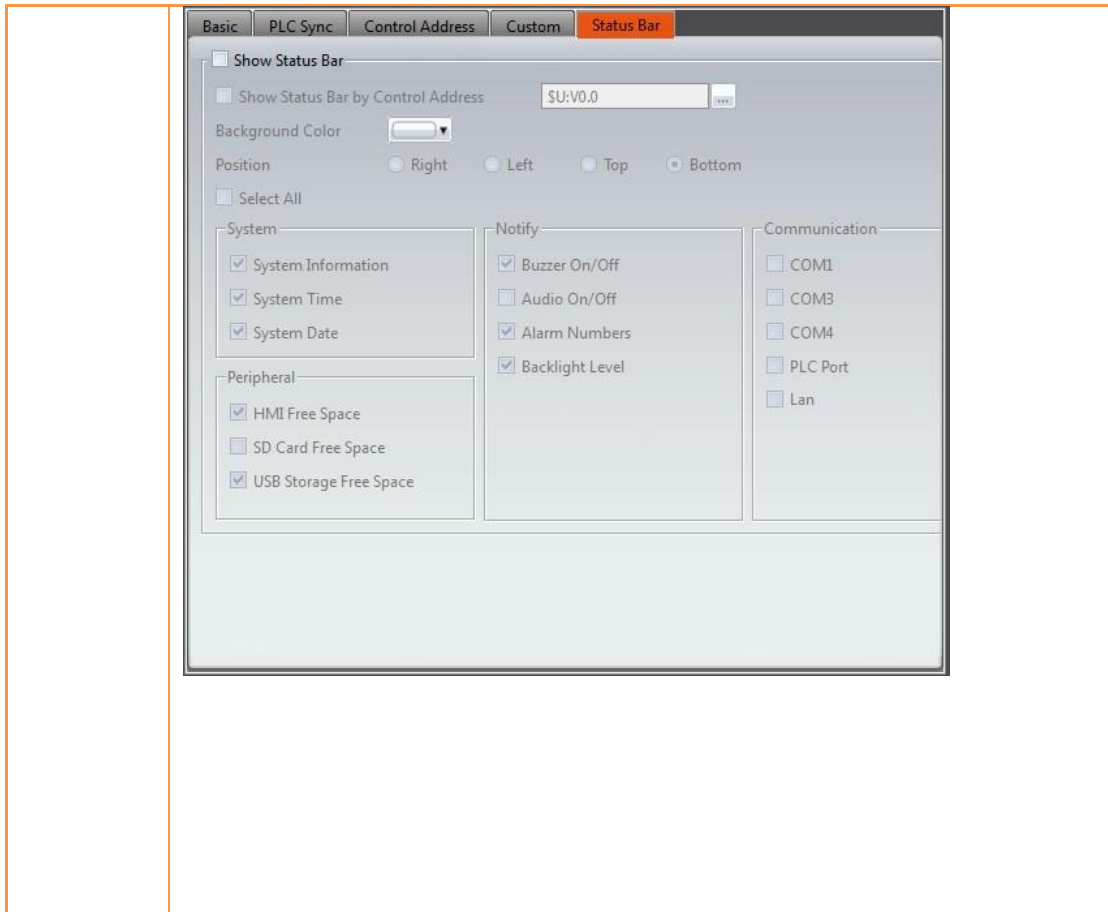 Basic PLC Sync Control Address Custom Status Bar
Show Status Bar
Show Status Bar by Control Address $U:V0.0 ...
Background Color
Position Right Left Top Bottom
Select All
System
System Information
System Time
System Date
Peripheral
HMI Free Space
SD Card Free Space
USB Storage Free Space
Notify
Buzzer On/Off
Audio On/Off
Alarm Numbers
Backlight Level
Communication
COM1
COM3
COM4
PLC Port
Lan